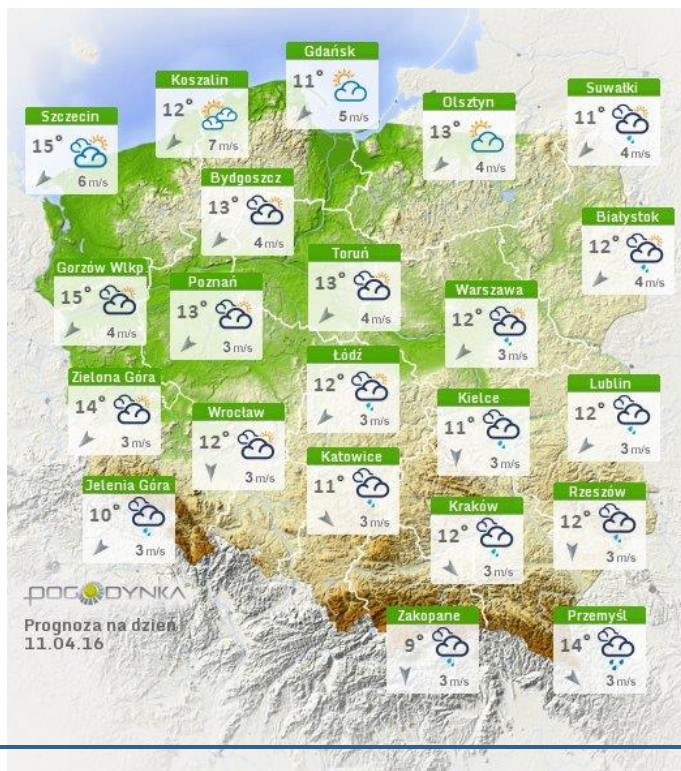 Gdańsk
11°
5 m/s
Koszalin
12°
7 m/s
Suwałki
11°
4 m/s
Olsztyn
13°
4 m/s
Szczecin
15°
6 m/s
Bydgoszcz
13°
4 m/s
Białystok
12°
4 m/s
Toruń
13°
4 m/s
Gorzów Wlkp
15°
4 m/s
Poznań
13°
3 m/s
Warszawa
12°
3 m/s
Łódź
12°
3 m/s
Zielona Góra
14°
3 m/s
Lublin
12°
3 m/s
Kielce
11°
3 m/s
Wrocław
12°
3 m/s
Katowice
11°
3 m/s
Jelenia Góra
10°
3 m/s
Rzeszów
12°
3 m/s
Kraków
12°
3 m/s
POGODYNKA
Prognoza na dzień
11.04.16
Zakopane
9°
3 m/s
Przemyśl
14°
3 m/s